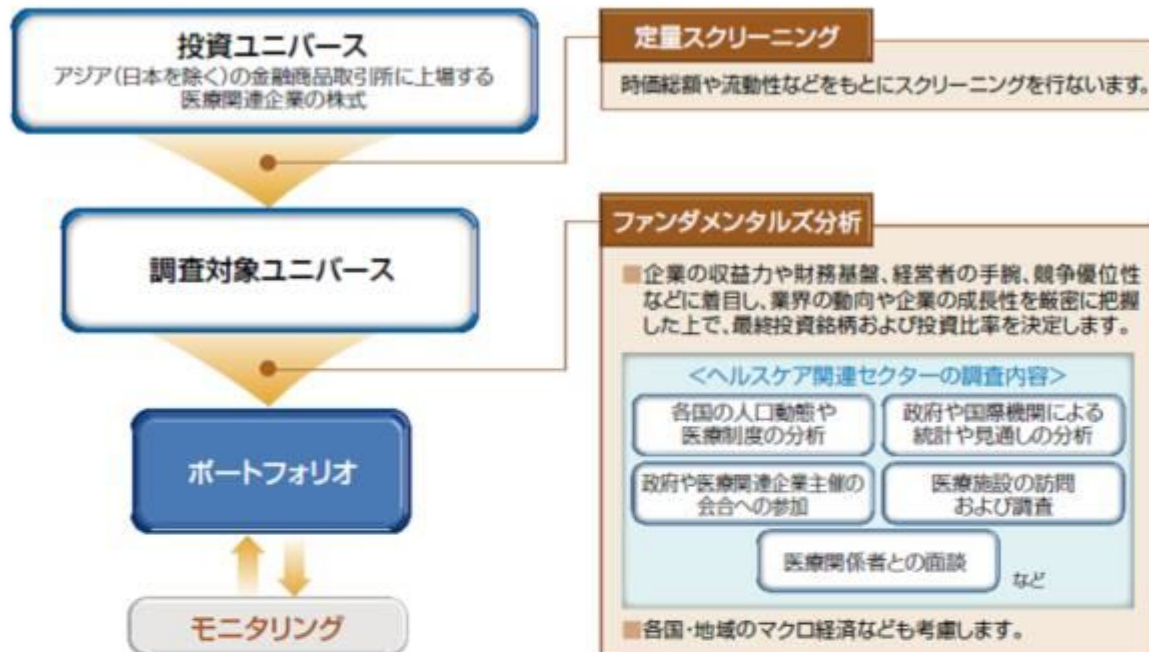 投資ユニバース
アジア(日本を除く)の金融商品取引所に上場する
医療関連企業の株式
定量スクリーニング
時価総額や流動性などをもとにスクリーニングを行ないます。
調査対象ユニバース
ファンダメンタルズ分析
■企業の収益力や財務基盤、経営者の手腕、競争優位性
などに着目し、業界の動向や企業の成長性を厳密に把握
した上で、最終投資銘柄および投資比率を決定します。
<ヘルスケア関連セクターの調査内容>
各国の人口動態や
医療制度の分析
政府や国際機関による
統計や見通しの分析
政府や医療関連企業主催の
会合への参加
医療施設の訪問
および調査
医療関係者との面談
など
■各国・地域のマクロ経済なども考慮します。
ポートフォリオ
モニタリング